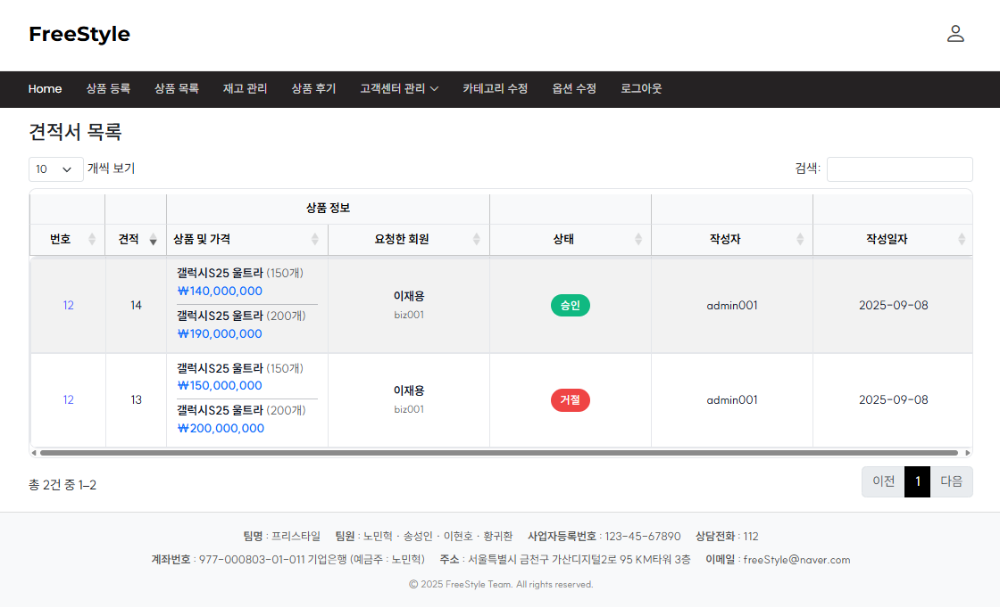 FreeStyle
Home 상품 등록 상품 목록 재고 관리 상품 후기 고객센터 관리 카테고리 수정 옵션 수정 로그아웃
견적서 목록
10 개씩 보기 검색:
상품 정보
번호 견적 상품 및 가격 요청한 회원 상태 작성자 작성일자
갤럭시S25 울트라 (150개)
₩140,000,000
12 14 이재용 biz001 승인 admin001 2025-09-08
갤럭시S25 울트라 (200개)
₩190,000,000
갤럭시S25 울트라 (150개)
₩150,000,000
12 13 이재용 biz001 거절 admin001 2025-09-08
갤럭시S25 울트라 (200개)
₩200,000,000
총 2건 중 1–2 이전 1 다음
팀명 : 프리스타일 팀원 : 노민혁 · 송성인 · 이현호 · 황귀환 사업자등록번호 : 123-45-67890 상담전화 : 112
계좌번호 : 977-000803-01-011 기업은행 (예금주 : 노민혁) 주소 : 서울특별시 금천구 가산디지털2로 95 KM타워 3층 이메일 : freeStyle@naver.com
© 2025 FreeStyle Team. All rights reserved.